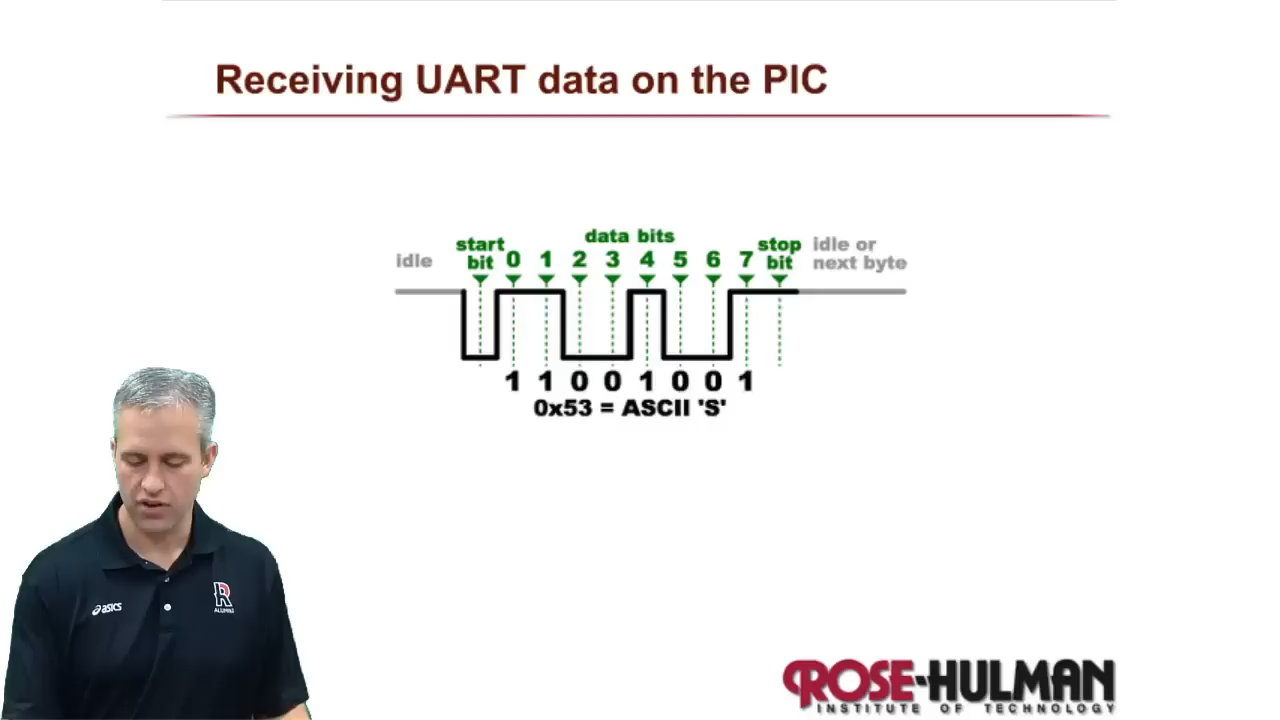 Receiving UART data on the PIC
idle
start bit
data bits
0 1 2 3 4 5 6 7
stop bit
idle or
next byte
1 1 0 0 1 0 0 1
0x53 = ASCII 'S'
asics
R
ALUMNI
ROSE-HULMAN
INSTITUTE OF TECHNOLOGY